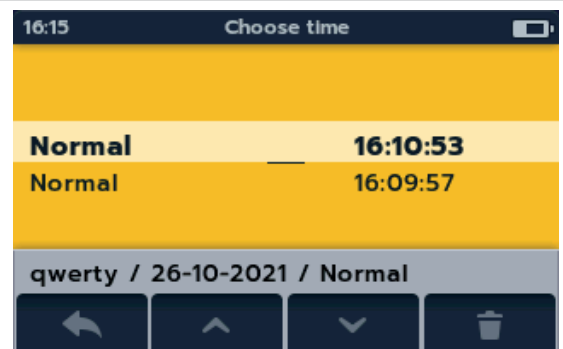 16:15 Choose time
Normal 16:10:53
Normal 16:09:57
qwerty / 26-10-2021 / Normal